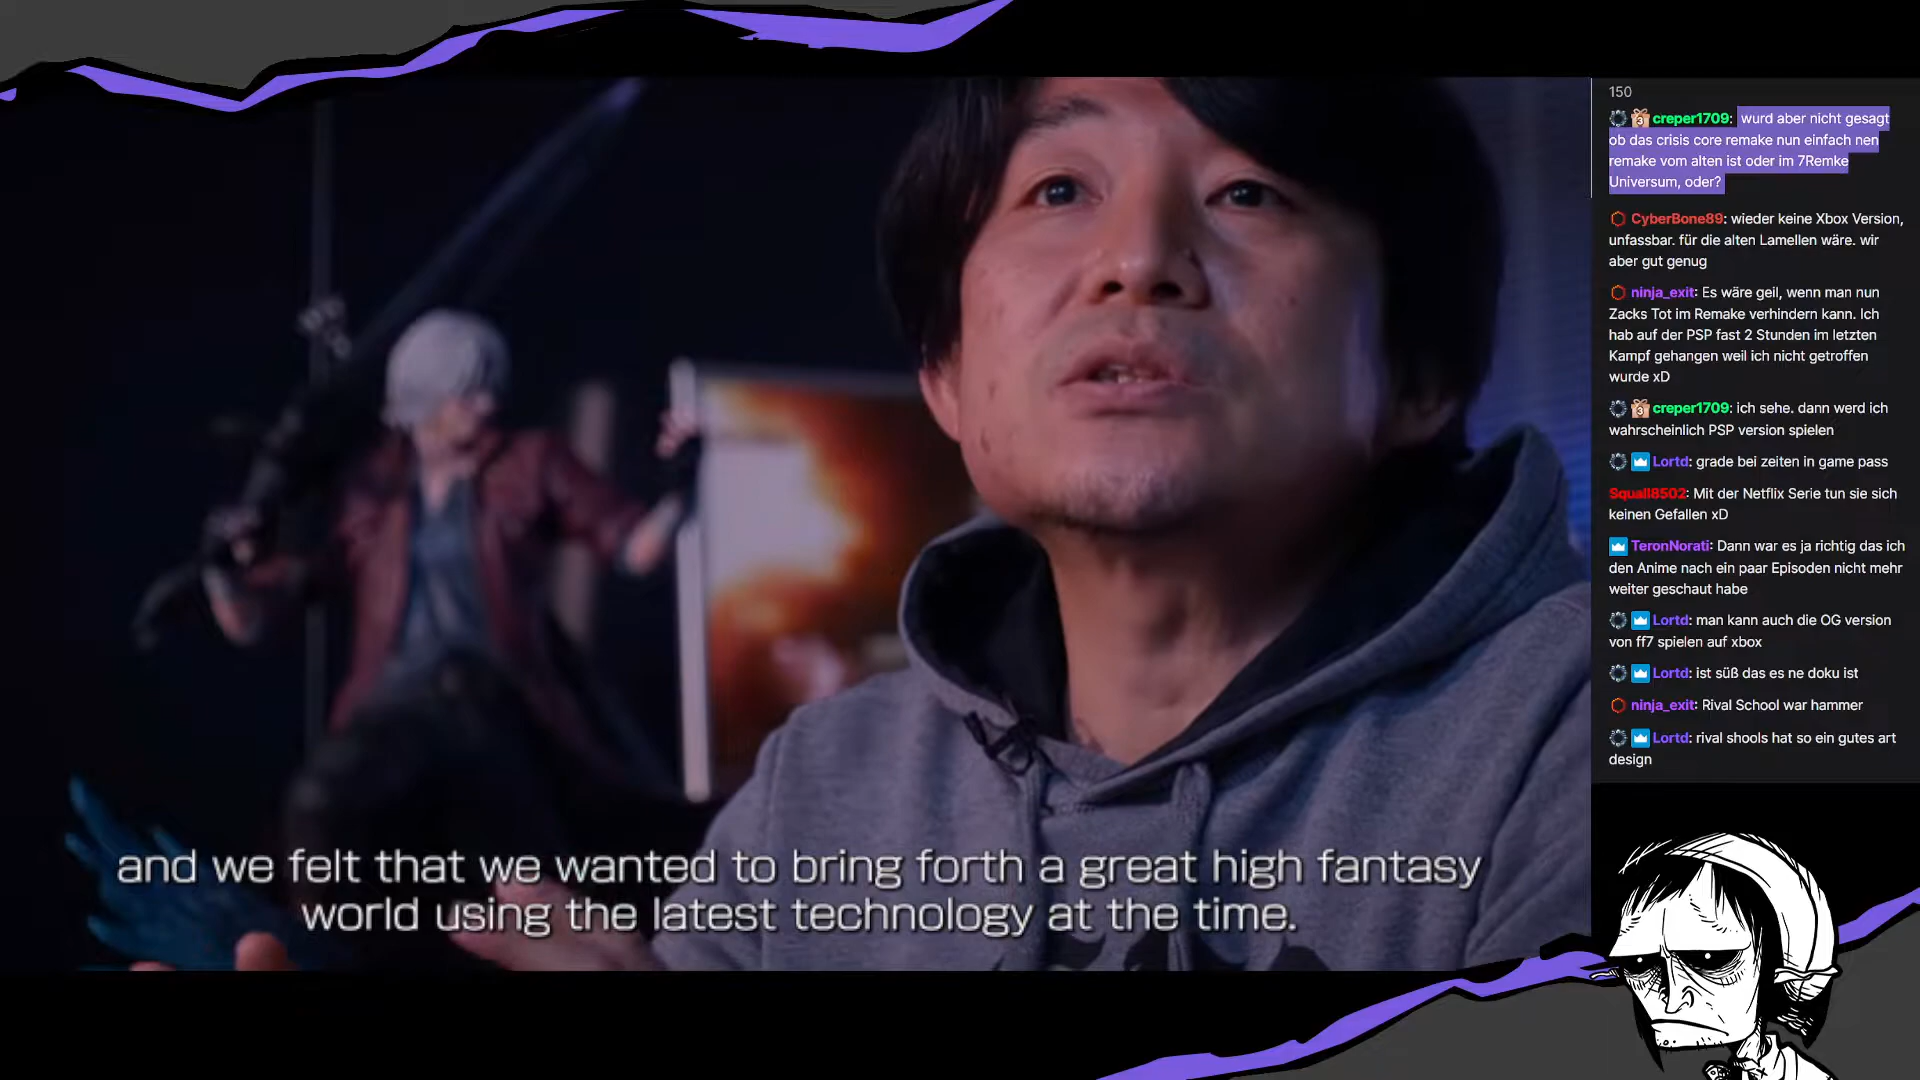 150
creper1709: wurd aber nicht gesagt
ob das crisis core remake nun einfach nen
remake vom alten ist oder im 7Remke
Universum, oder?
CyberBone89: wieder keine Xbox Version,
unfassbar. für die alten Lamellen wäre. wir
aber gut genug
ninja_exit: Es wäre geil, wenn man nun
Zacks Tot im Remake verhindern kann. Ich
hab auf der PSP fast 2 Stunden im letzten
Kampf gehangen weil ich nicht getroffen
wurde xD
3 creper1709: ich sehe. dann werd ich
wahrscheinlich PSP version spielen
Lortd: grade bei zeiten in game pass
Squall8502: Mit der Netflix Serie tun sie sich
keinen Gefallen xD
TeronNorati: Dann war es ja richtig das ich
den Anime nach ein paar Episoden nicht mehr
weiter geschaut habe
Lortd: man kann auch die OG version
von ff7 spielen auf xbox
Lortd: ist süß das es ne doku ist
ninja_exit: Rival School war hammer
Lortd: rival shools hat so ein gutes art
design
and we felt that we wanted to bring forth a great high fantasy
world using the latest technology at the time.